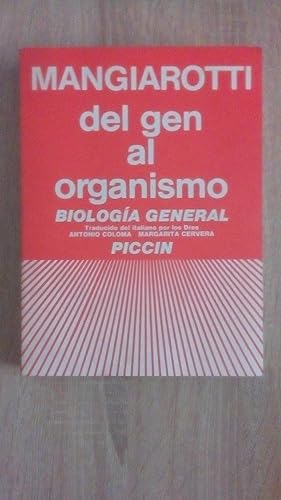 MANGIAROTTI
del gen
al
organismo
BIOLOGÍA GENERAL
Traducido del italiano por los Dres
ANTONIO COLOMA MARGARITA CERVERA
PICCIN